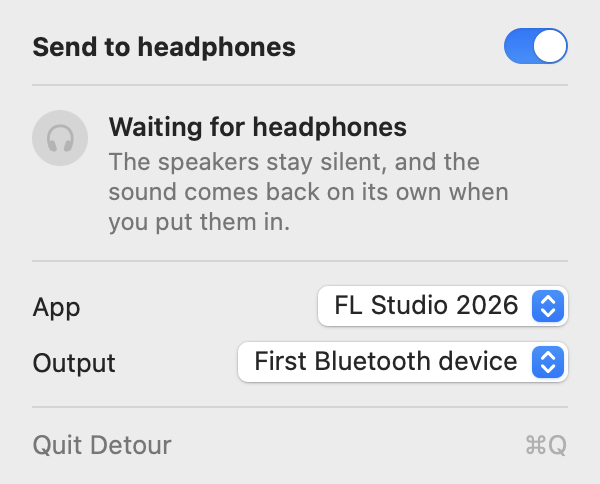 Send to headphones
Waiting for headphones
The speakers stay silent, and the
sound comes back on its own when
you put them in.
App
FL Studio 2026
Output
First Bluetooth device
Quit Detour
⌘Q